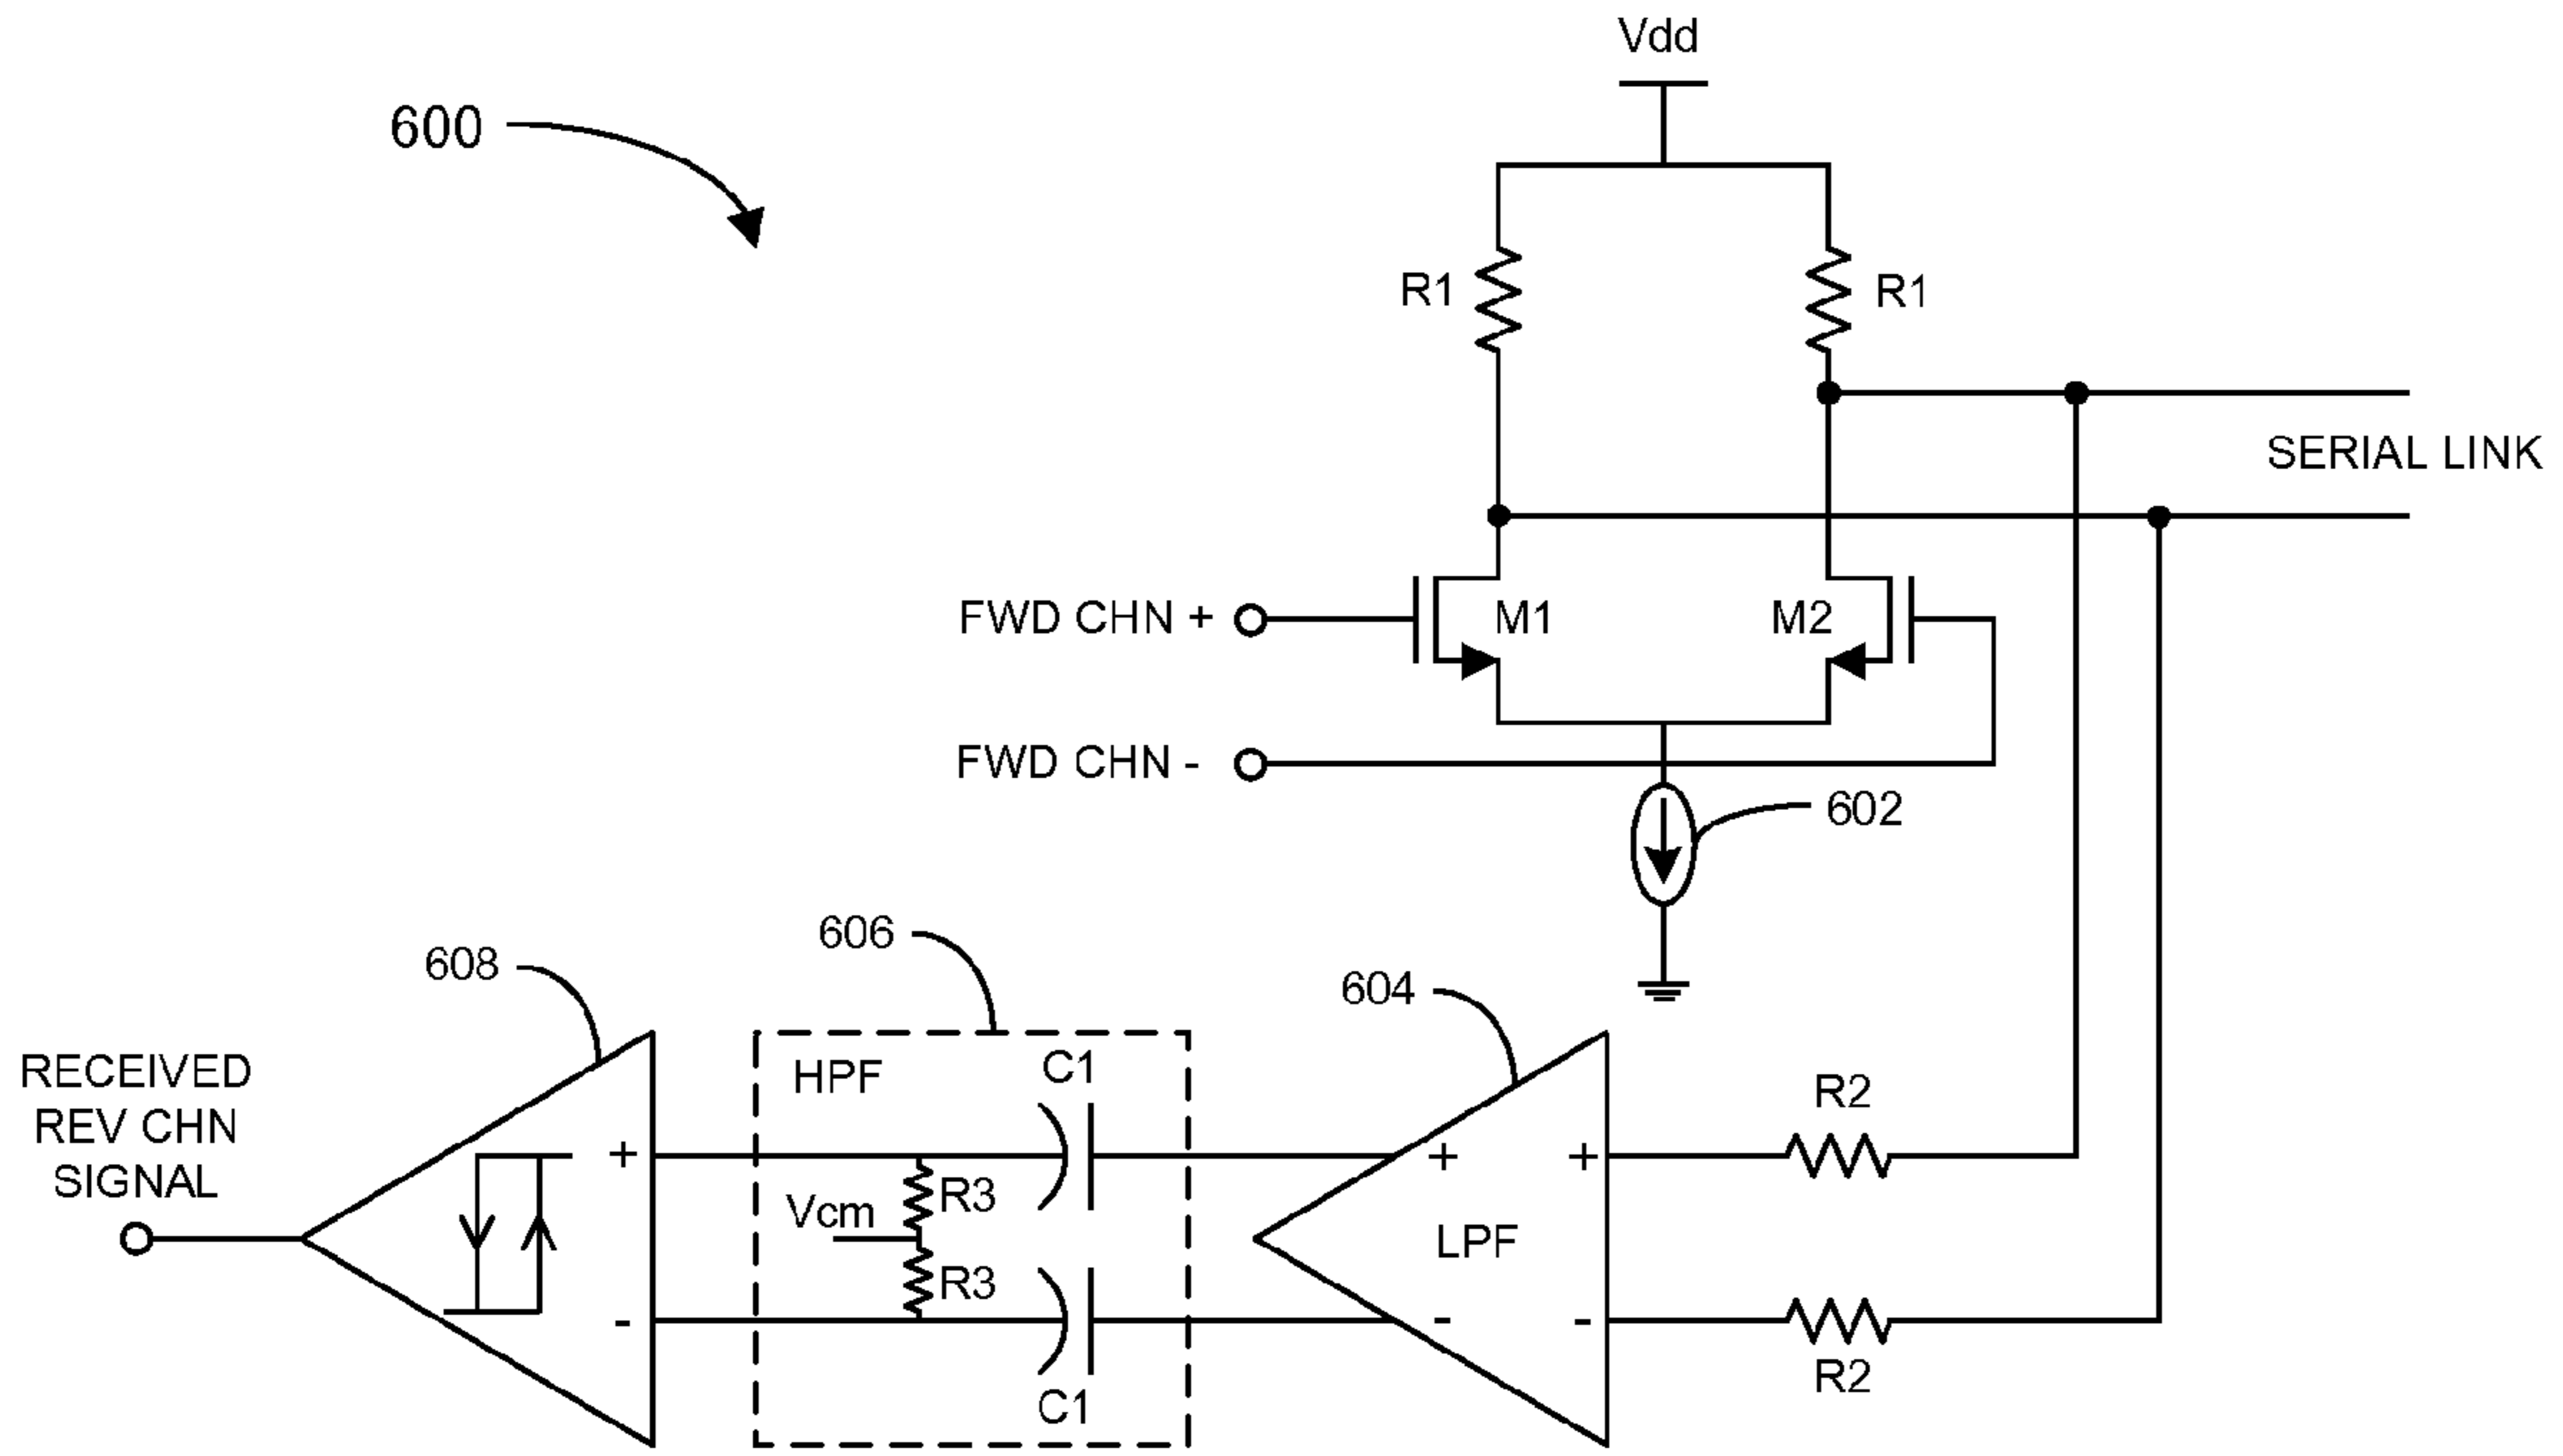 Vdd
600
R1
R1
SERIAL LINK
FWD CHN +
M1
M2
FWD CHN -
602
606
608
604
RECEIVED
REV CHN
SIGNAL
HPF
C1
R2
+
+
+
R3
Vcm
LPF
R3
-
-
-
C1
R2